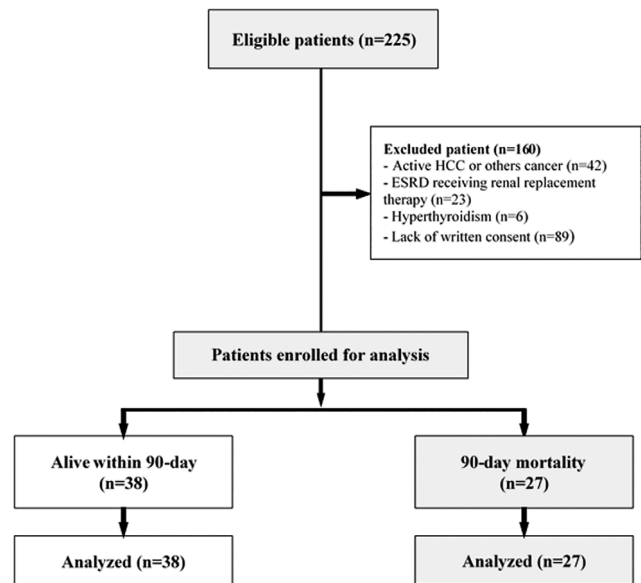 Eligible patients (n=225)
Excluded patient (n=160)
- Active HCC or others cancer (n=42)
- ESRD receiving renal replacement
therapy (n=23)
- Hyperthyroidism (n=6)
- Lack of written consent (n=89)
Patients enrolled for analysis
Alive within 90-day
(n=38)
90-day mortality
(n=27)
Analyzed (n=38)
Analyzed (n=27)